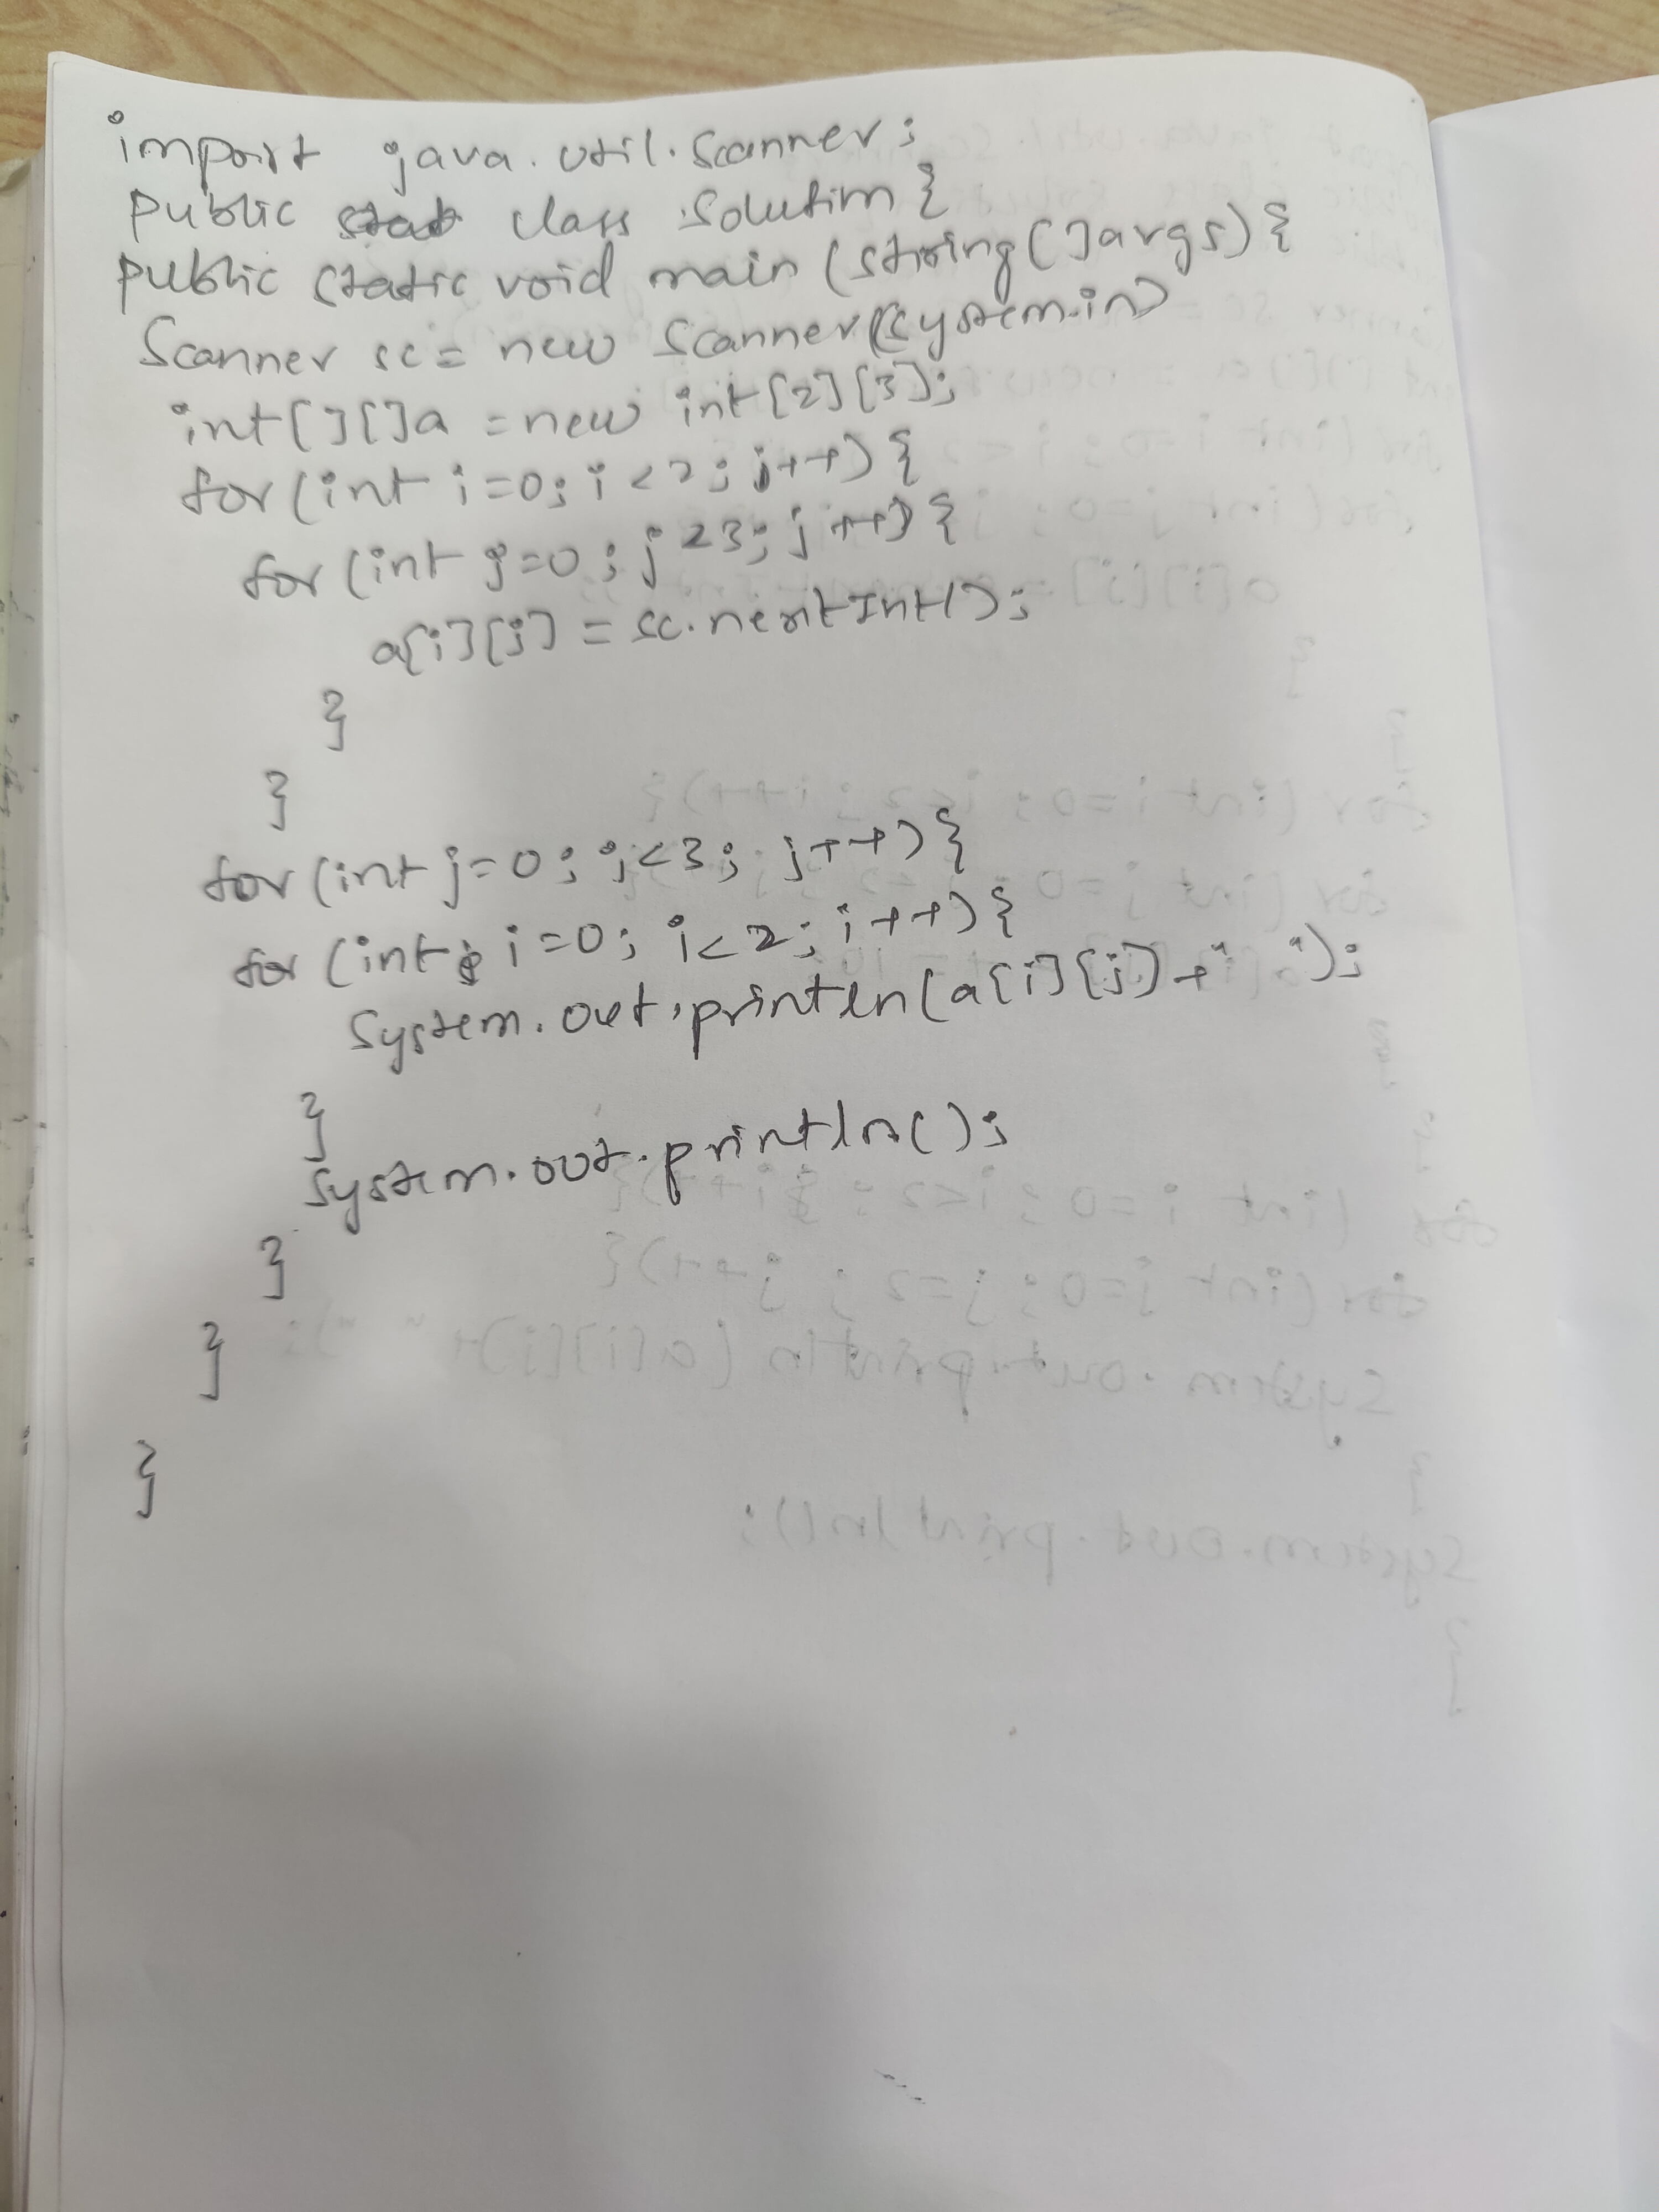 import java.util.Scanner;
public class Solution {
public static void main (String[] args) {
Scanner sc = new Scanner(System.in)
int[][]a = new int[2][3];
for(int i=0; i<2; j++) {
for (int j=0; j<3; j++) {
a[i][j] = sc.nextInt();
}
}
for (int j=0; j<3; j++) {
for (int i=0; i<2; i++) {
System.out.println(a[i][j]+" ");
}
System.out.println();
}
}
}